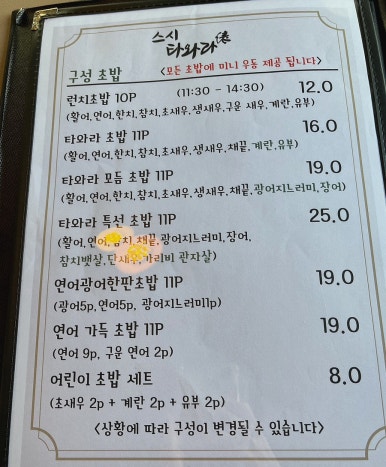 스시
타와라
구성 초밥 <모든 초밥에 미니 우동 제공 됩니다>
런치초밥 10P (11:30 - 14:30) 12.0
(활어,연어,한치,참치,초새우,생새우,구운 새우,계란,유부)
타와라 초밥 11P 16.0
(활어,연어,한치,참치,초새우,생새우,채끝,계란,유부)
타와라 모듬 초밥 11P 19.0
(활어,연어,한치,참치,초새우,생새우,채끝,광어지느러미,장어)
타와라 특선 초밥 11P 25.0
(활어,연어,참치,채끝,광어지느러미,장어,
참치뱃살,단새우,가리비 관자살)
연어광어한판초밥 11P 19.0
(광어5p,연어5p, 광어지느러미1p)
연어 가득 초밥 11P 19.0
(연어 9p, 구운 연어 2p)
어린이 초밥 세트 8.0
(초새우 2p + 계란 2p + 유부 2p)
<상황에 따라 구성이 변경될 수 있습니다>